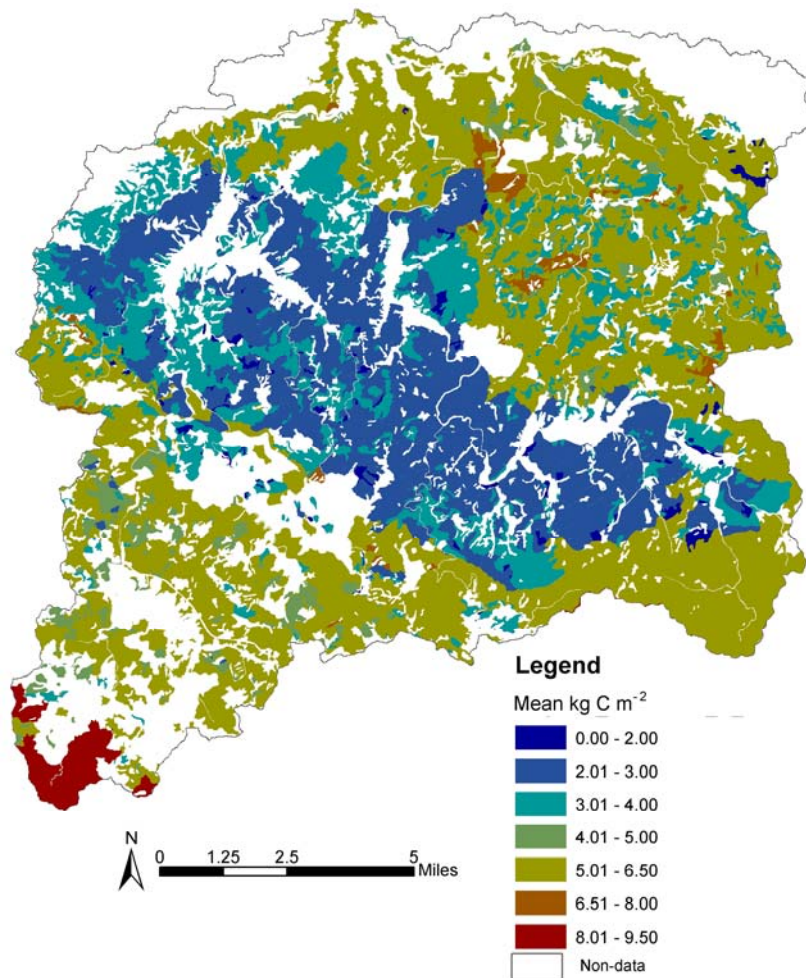 Legend
Mean kg C m⁻²
0.00 - 2.00
2.01 - 3.00
3.01 - 4.00
4.01 - 5.00
5.01 - 6.50
6.51 - 8.00
8.01 - 9.50
Non-data
N
0 1.25 2.5 5
Miles